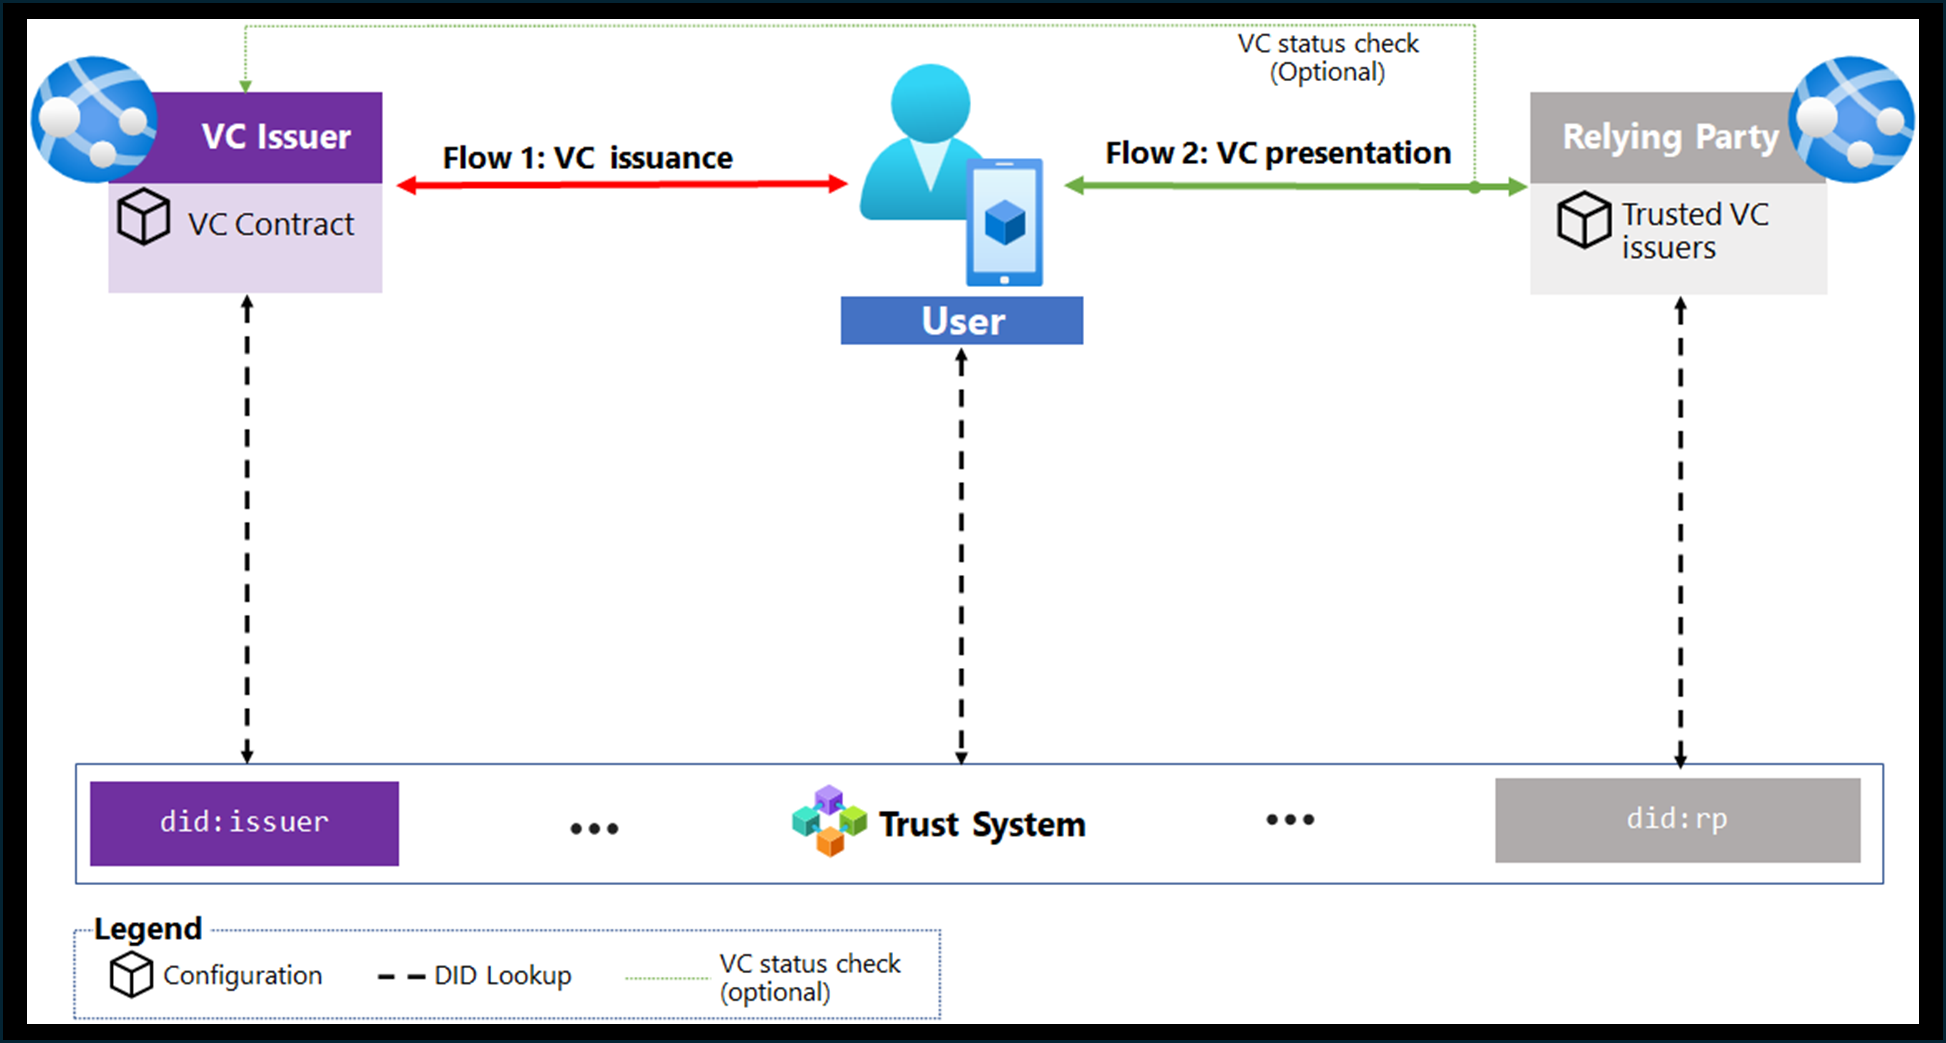 VC status check
(Optional)
VC Issuer
Flow 1: VC issuance
Flow 2: VC presentation
Relying Party
VC Contract
Trusted VC
issuers
User
did:issuer
•••
Trust System
•••
did:rp
Legend
Configuration
DID Lookup
VC status check
(optional)